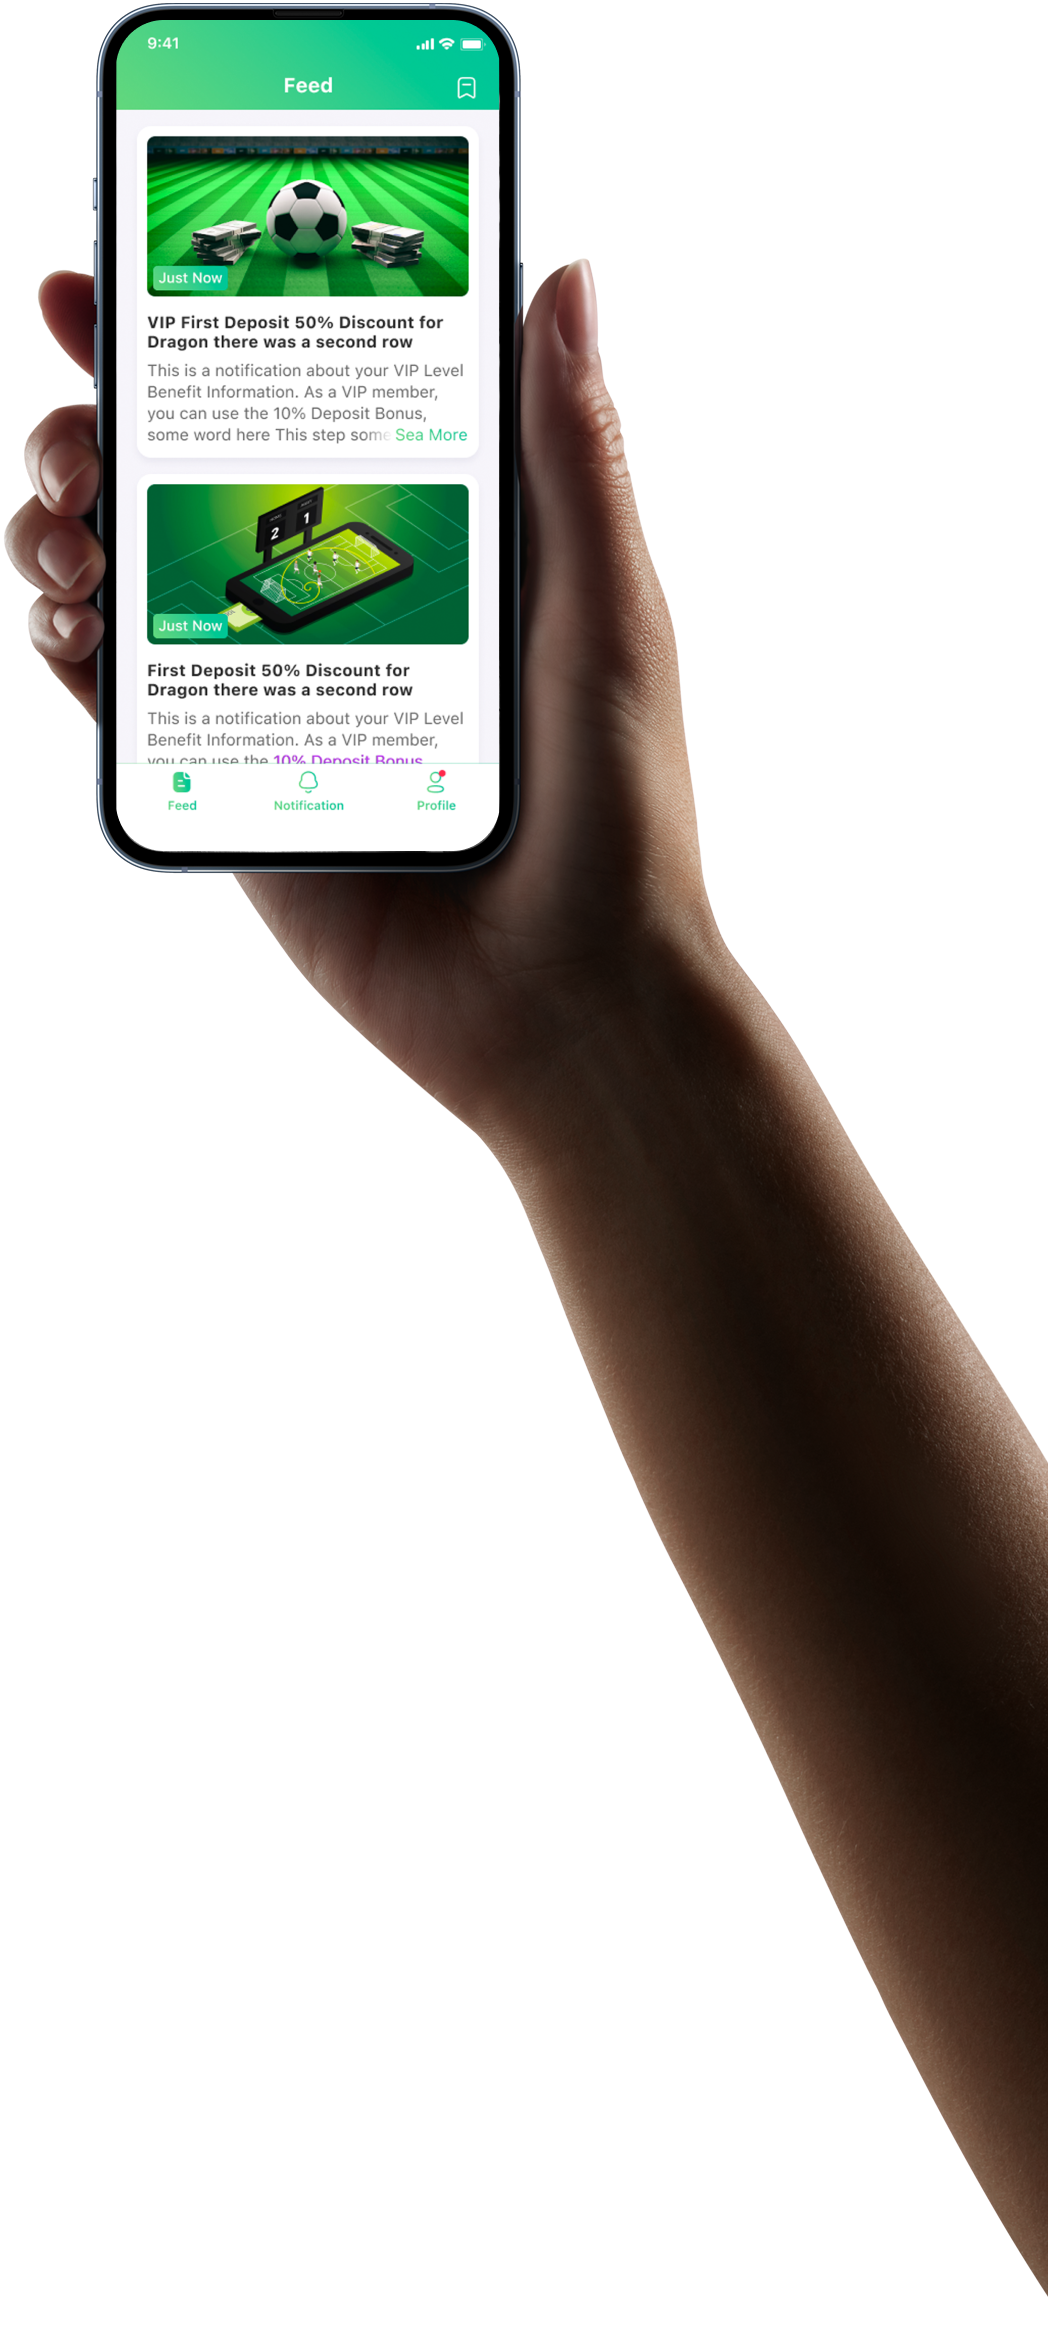 9:41
Feed
Just Now
VIP First Deposit 50% Discount for
Dragon there was a second row
This is a notification about your VIP Level
Benefit Information. As a VIP member,
you can use the 10% Deposit Bonus,
some word here This step some Sea More
2 1
Just Now
First Deposit 50% Discount for
Dragon there was a second row
This is a notification about your VIP Level
Benefit Information. As a VIP member,
you can use the 10% Deposit Bonus
Feed Notification Profile